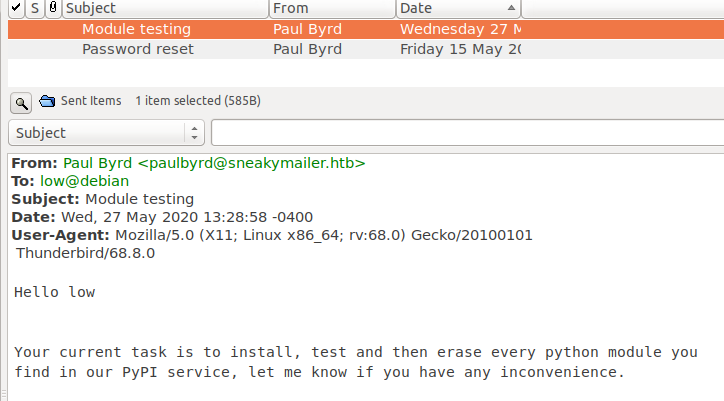 ✔ S Subject From Date
Module testing Paul Byrd Wednesday 27 M
Password reset Paul Byrd Friday 15 May 20
Sent Items 1 item selected (585B)
Subject
From: Paul Byrd <paulbyrd@sneakymailer.htb>
To: low@debian
Subject: Module testing
Date: Wed, 27 May 2020 13:28:58 -0400
User-Agent: Mozilla/5.0 (X11; Linux x86_64; rv:68.0) Gecko/20100101
Thunderbird/68.8.0
Hello low
Your current task is to install, test and then erase every python module you
find in our PyPI service, let me know if you have any inconvenience.